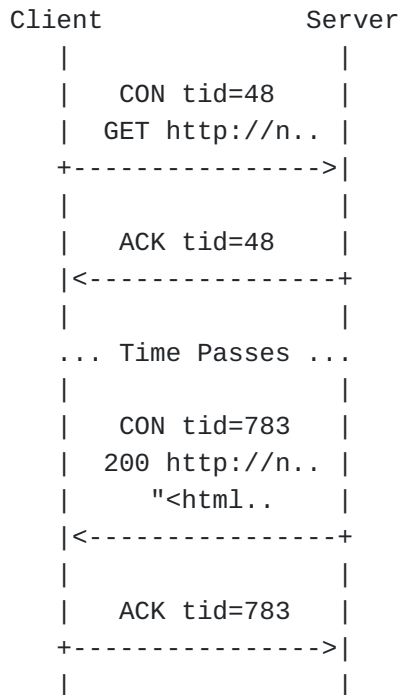 Client Server
| |
| CON tid=48 |
| GET http://n.. |
+---------------->|
| |
| ACK tid=48 |
|<----------------+
| |
... Time Passes ...
| |
| CON tid=783 |
| 200 http://n.. |
| "<html.. |
|<----------------+
| |
| ACK tid=783 |
+---------------->|
| |